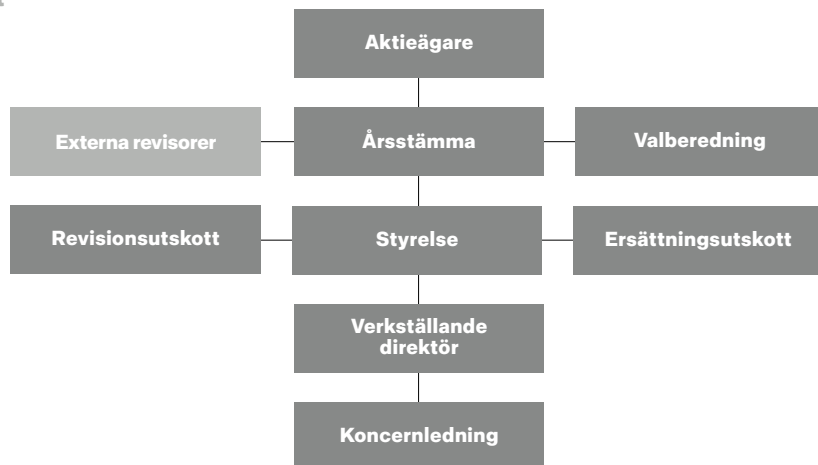 Aktieägare
Externa revisorer
Årsstämma
Valberedning
Revisionsutskott
Styrelse
Ersättningsutskott
Verkställande
direktör
Koncernledning